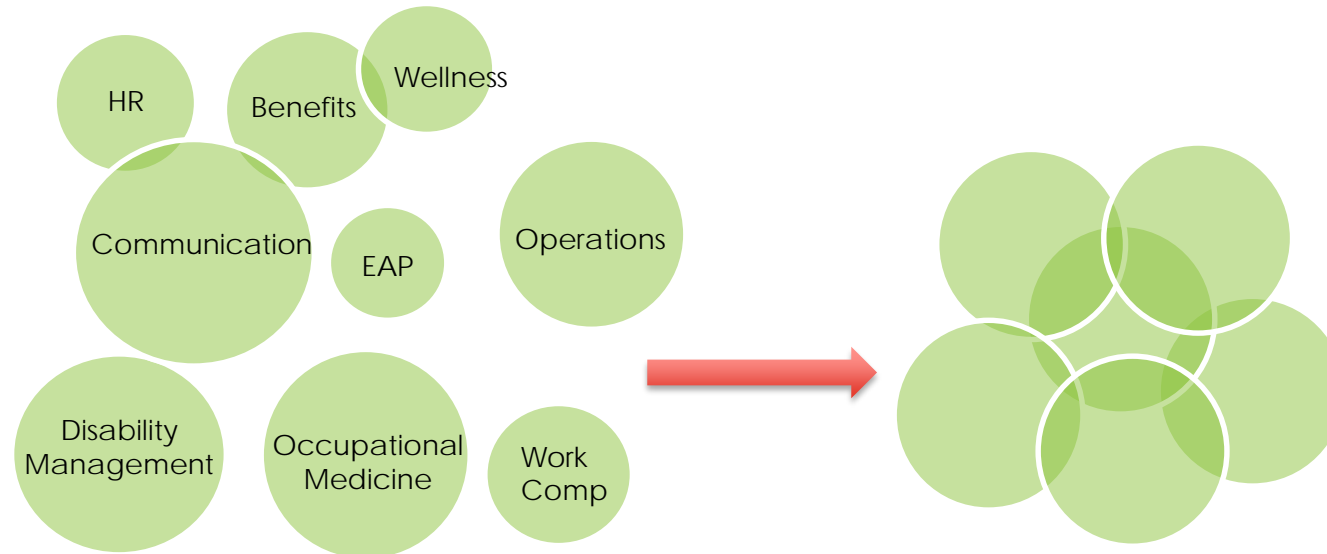 HR
Benefits
Wellness
Communication
EAP
Operations
Disability
Management
Occupational
Medicine
Work
Comp